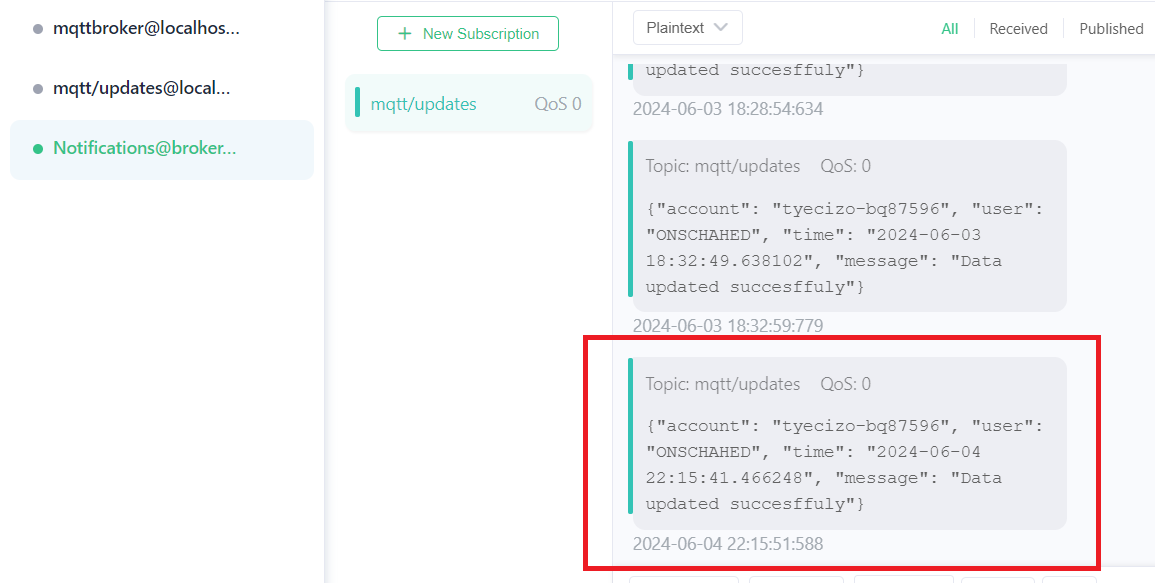 mqttbroker@localhos...
mqtt/updates@local...
Notifications@broker...
+ New Subscription
mqtt/updates QoS 0
Plaintext
All Received Published
updated succesffuly"}
2024-06-03 18:28:54:634
Topic: mqtt/updates QoS: 0
{"account": "tyecizo-bq87596", "user":
"ONSCHAHED", "time": "2024-06-03
18:32:49.638102", "message": "Data
updated succesffuly"}
2024-06-03 18:32:59:779
Topic: mqtt/updates QoS: 0
{"account": "tyecizo-bq87596", "user":
"ONSCHAHED", "time": "2024-06-04
22:15:41.466248", "message": "Data
updated succesffuly"}
2024-06-04 22:15:51:588